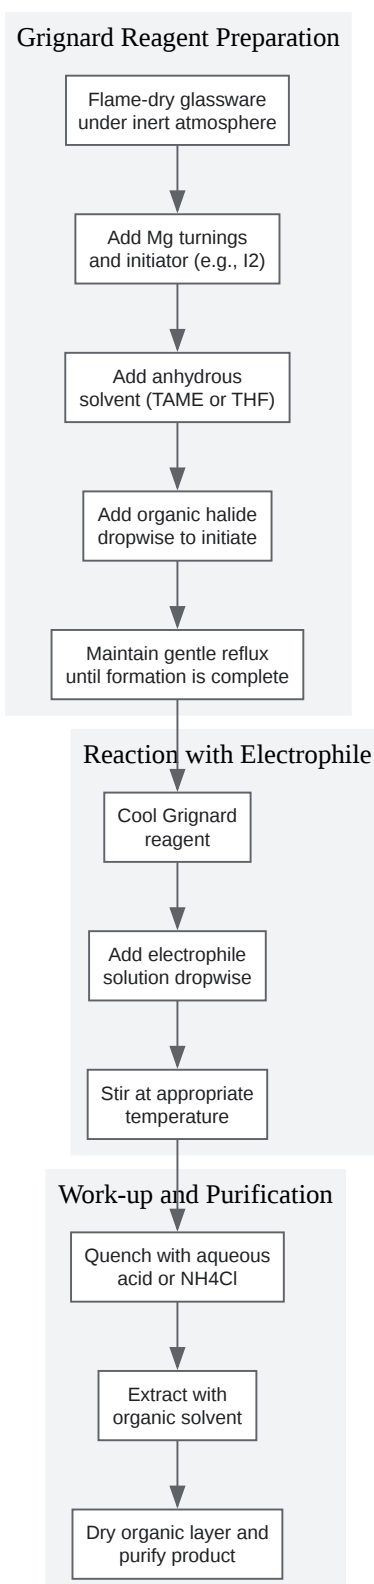 Grignard Reagent Preparation
Flame-dry glassware
under inert atmosphere
Add Mg turnings
and initiator (e.g., I2)
Add anhydrous
solvent (TAME or THF)
Add organic halide
dropwise to initiate
Maintain gentle reflux
until formation is complete
Reaction with Electrophile
Cool Grignard
reagent
Add electrophile
solution dropwise
Stir at appropriate
temperature
Work-up and Purification
Quench with aqueous
acid or NH4Cl
Extract with
organic solvent
Dry organic layer and
purify product